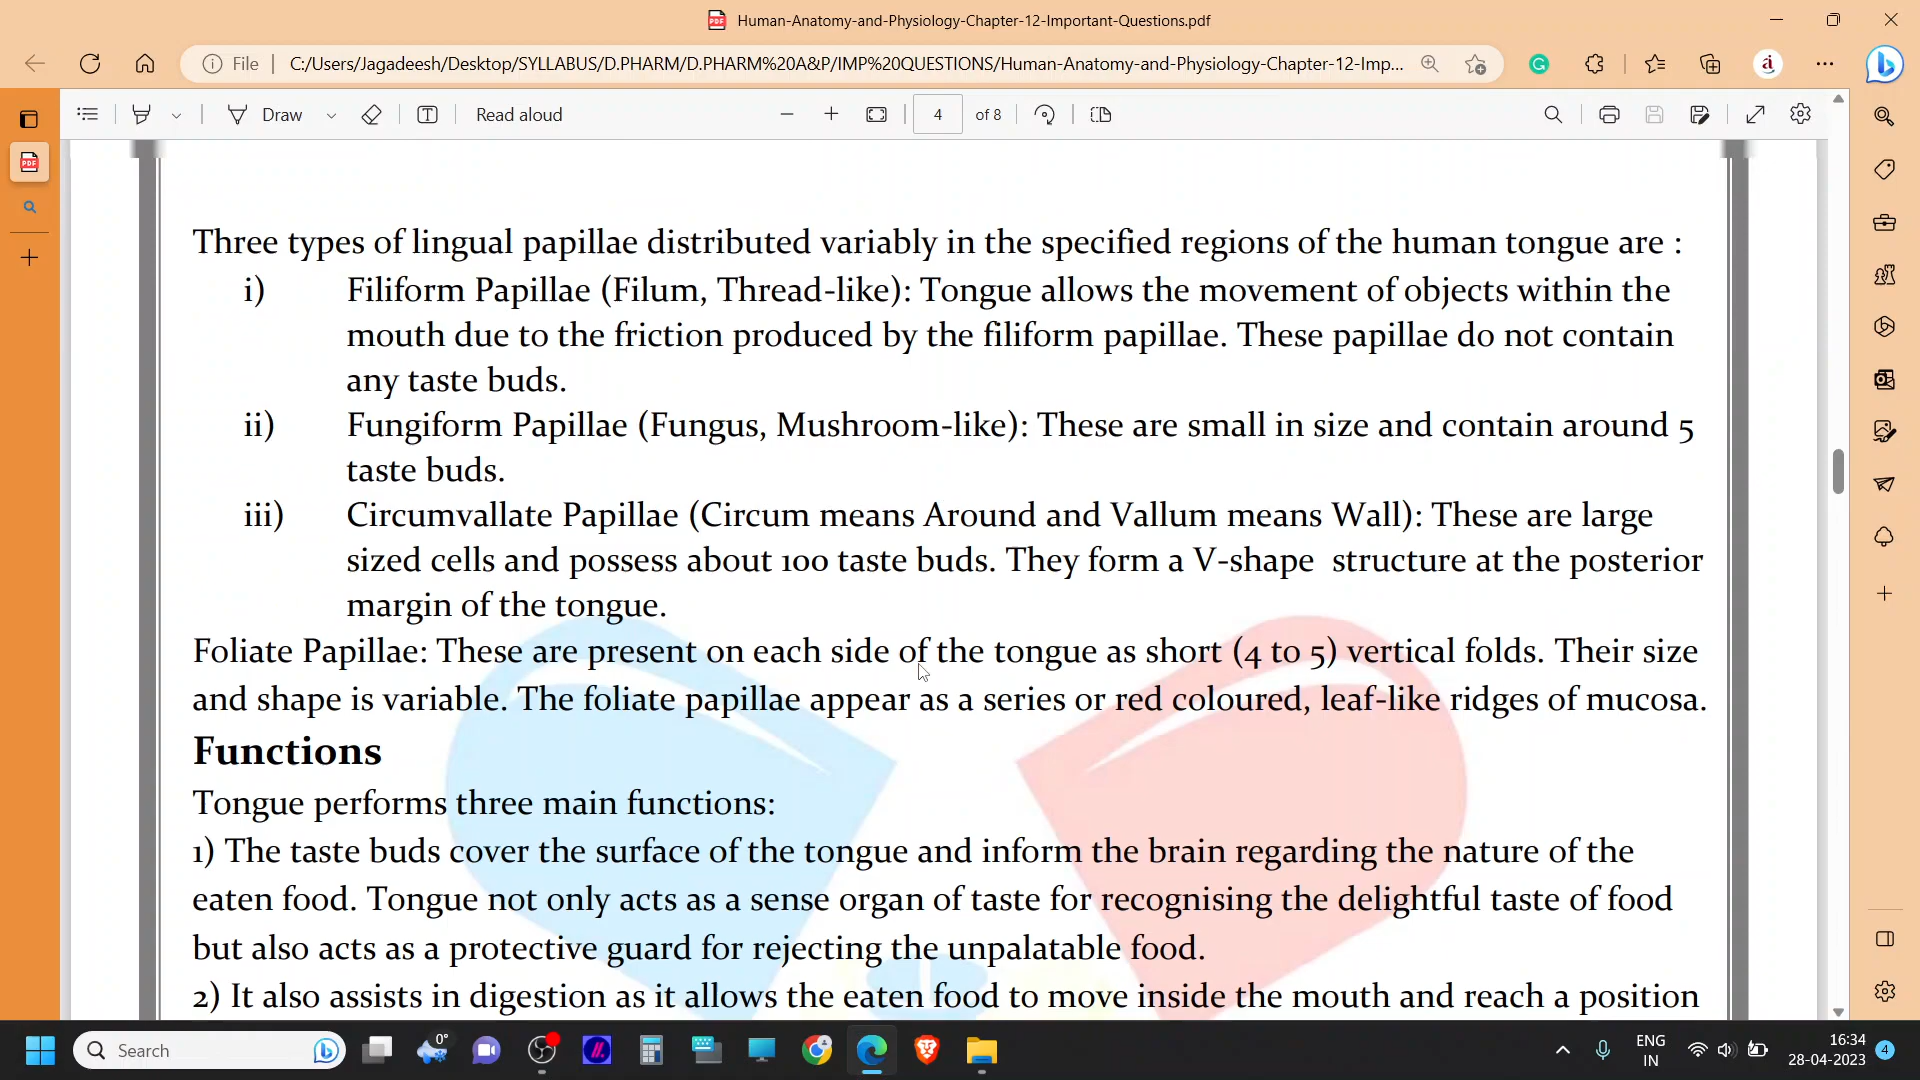 Human-Anatomy-and-Physiology-Chapter-12-Important-Questions.pdf
File
C:/Users/Jagadeesh/Desktop/SYLLABUS/D.PHARM/D.PHARM%20A&P/IMP%20QUESTIONS/Human-Anatomy-and-Physiology-Chapter-12-Imp...
Draw
Read aloud
4 of 8
Three types of lingual papillae distributed variably in the specified regions of the human tongue are :
i) Filiform Papillae (Filum, Thread-like): Tongue allows the movement of objects within the
mouth due to the friction produced by the filiform papillae. These papillae do not contain
any taste buds.
ii) Fungiform Papillae (Fungus, Mushroom-like): These are small in size and contain around 5
taste buds.
iii) Circumvallate Papillae (Circum means Around and Vallum means Wall): These are large
sized cells and possess about 100 taste buds. They form a V-shape structure at the posterior
margin of the tongue.
Foliate Papillae: These are present on each side of the tongue as short (4 to 5) vertical folds. Their size
and shape is variable. The foliate papillae appear as a series or red coloured, leaf-like ridges of mucosa.
Functions
Tongue performs three main functions:
1) The taste buds cover the surface of the tongue and inform the brain regarding the nature of the
eaten food. Tongue not only acts as a sense organ of taste for recognising the delightful taste of food
but also acts as a protective guard for rejecting the unpalatable food.
2) It also assists in digestion as it allows the eaten food to move inside the mouth and reach a position
Search
0°
ENG
IN
16:34
28-04-2023
4